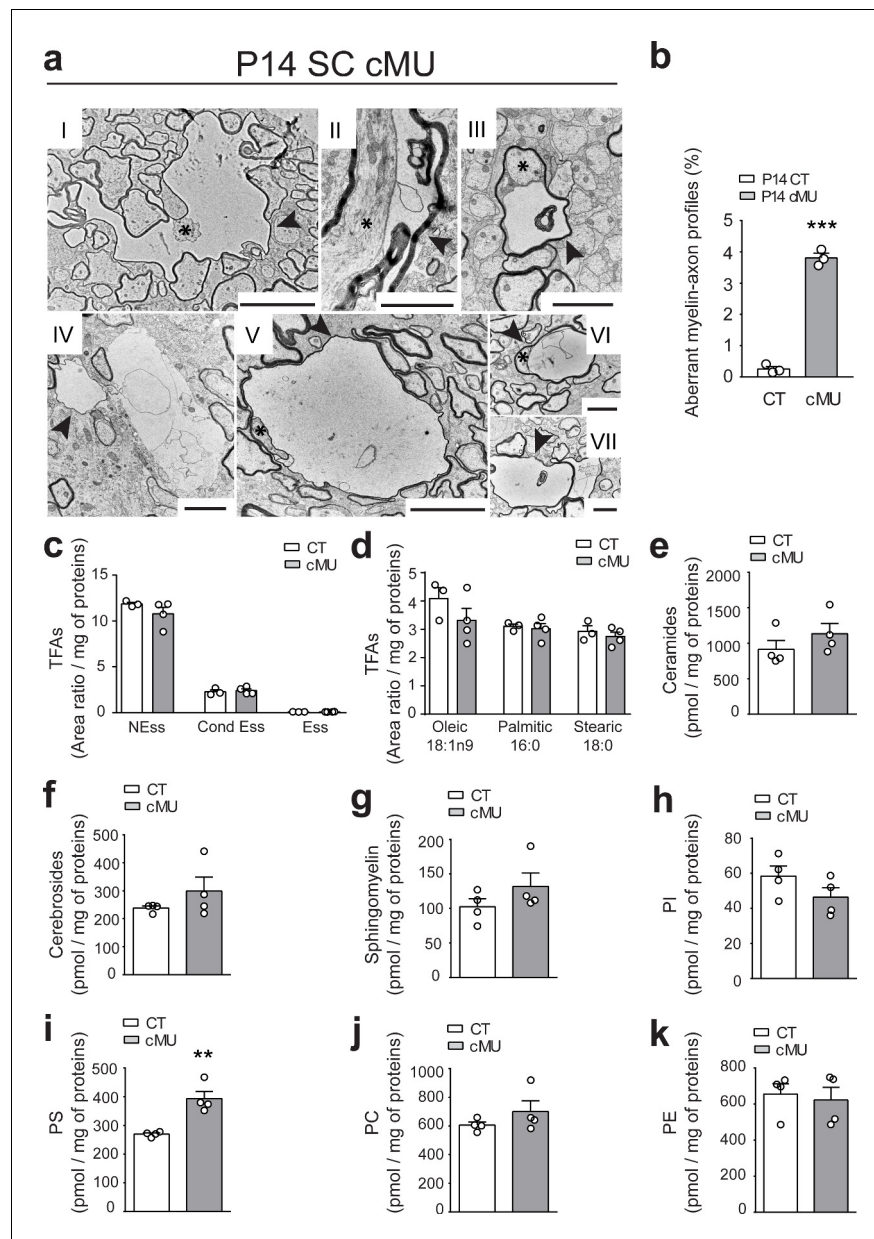 a
P14 SC cMU
b
I
II
III
*
*
*
IV
V
VI
VII
*
*
P14 CT
P14 cMU
Aberrant myelin-axon profiles (%)
***
5
4
3
2
1
0
CT
cMU
c
CT
cMU
TFAs
(Area ratio / mg of proteins)
15
10
5
0
NEss
Cond Ess
Ess
d
CT
cMU
TFAs
(Area ratio / mg of proteins)
5
4
3
2
1
0
Oleic
18:1n9
Palmitic
16:0
Stearic
18:0
e
CT
cMU
Ceramides
(pmol / mg of proteins)
2000
1500
1000
500
0
f
CT
cMU
Cerebrosides
(pmol / mg of proteins)
500
400
300
200
100
0
g
CT
cMU
Sphingomyelin
(pmol / mg of proteins)
200
150
100
50
0
h
CT
cMU
PI
(pmol / mg of proteins)
80
60
40
20
0
i
CT
cMU
PS
(pmol / mg of proteins)
**
500
400
300
200
100
0
j
CT
cMU
PC
(pmol / mg of proteins)
1000
800
600
400
200
0
k
CT
cMU
PE
(pmol / mg of proteins)
800
600
400
200
0